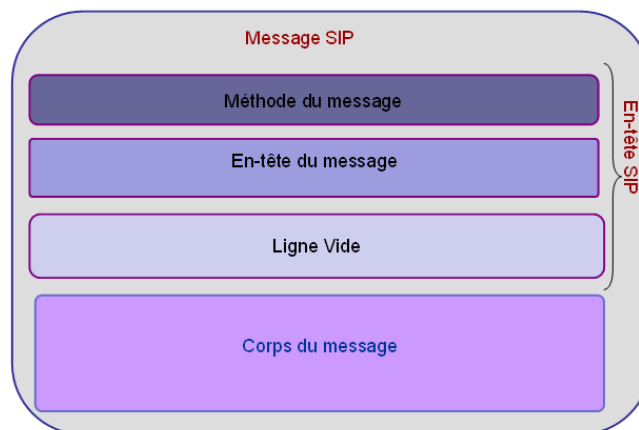 Message SIP
Méthode du message
En-tête du message
Ligne Vide
Corps du message
En-tête SIP